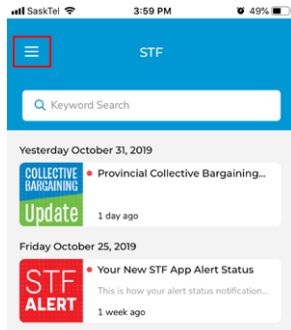 SaskTel 3:59 PM 49%
STF
Keyword Search
Yesterday October 31, 2019
COLLECTIVE
BARGAINING
Update
Provincial Collective Bargaining...
1 day ago
Friday October 25, 2019
STF
ALERT
Your New STF App Alert Status
This is how your alert status notification...
1 week ago